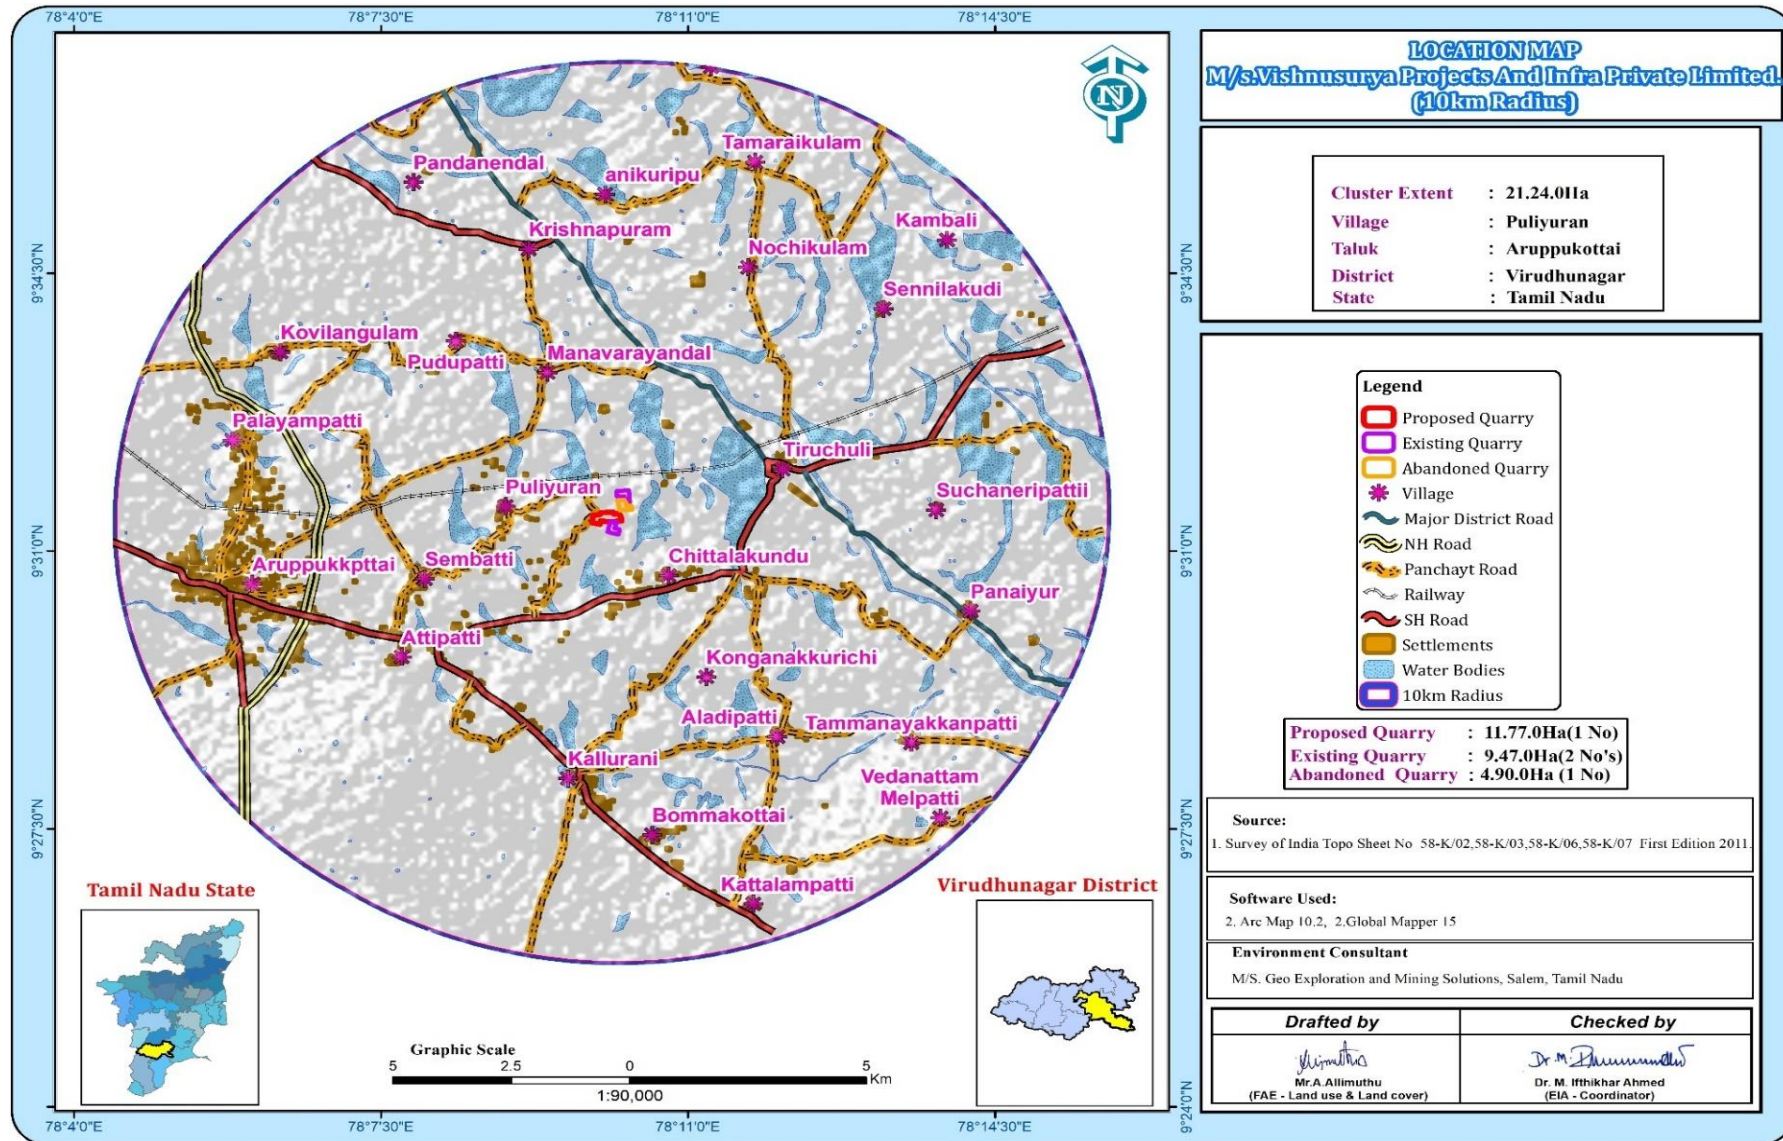 78°4'0"E 78°7'30"E 78°11'0"E 78°14'30"E
LOCATION MAP
M/s.Vishnusurya Projects And Infra Private Limited.
(10km Radius)
N
Cluster Extent : 21.24.0Ha
Village : Puliyuran
Taluk : Aruppukottai
District : Virudhunagar
State : Tamil Nadu
9°34'30"N
9°31'0"N
9°27'30"N
9°34'30"N
9°31'0"N
9°27'30"N
9°24'0"N
Tamaraikulam
Pandanendal
anikuripu
Kambali
Krishnapuram
Nochikulam
Sennilakudi
Kovilangulam
Pudupatti
Manavarayandal
Palayampatti
Tiruchuli
Puliyuran
Suchaneripattii
Aruppukkpttai
Sembatti
Chittalakundu
Panaiyur
Attipatti
Konganakkurichi
Aladipatti
Tammanayakkanpatti
Kallurani
Vedanattam
Melpatti
Bommakottai
Kattalampatti
Legend
Proposed Quarry
Existing Quarry
Abandoned Quarry
Village
Major District Road
NH Road
Panchayt Road
Railway
SH Road
Settlements
Water Bodies
10km Radius
Proposed Quarry : 11.77.0Ha(1 No)
Existing Quarry : 9.47.0Ha(2 No's)
Abandoned Quarry : 4.90.0Ha (1 No)
Source:
1. Survey of India Topo Sheet No 58-K/02,58-K/03,58-K/06,58-K/07 First Edition 2011.
Software Used:
2. Arc Map 10.2, 2.Global Mapper 15
Environment Consultant
M/S. Geo Exploration and Mining Solutions, Salem, Tamil Nadu
Drafted by
Mr.A.Allimuthu
(FAE - Land use & Land cover)
Checked by
Dr. M.
Dr. M. Ifthikhar Ahmed
(EIA - Coordinator)
Tamil Nadu State
Virudhunagar District
Graphic Scale
5 2.5 0 5
Km
1:90,000
78°4'0"E 78°7'30"E 78°11'0"E 78°14'30"E